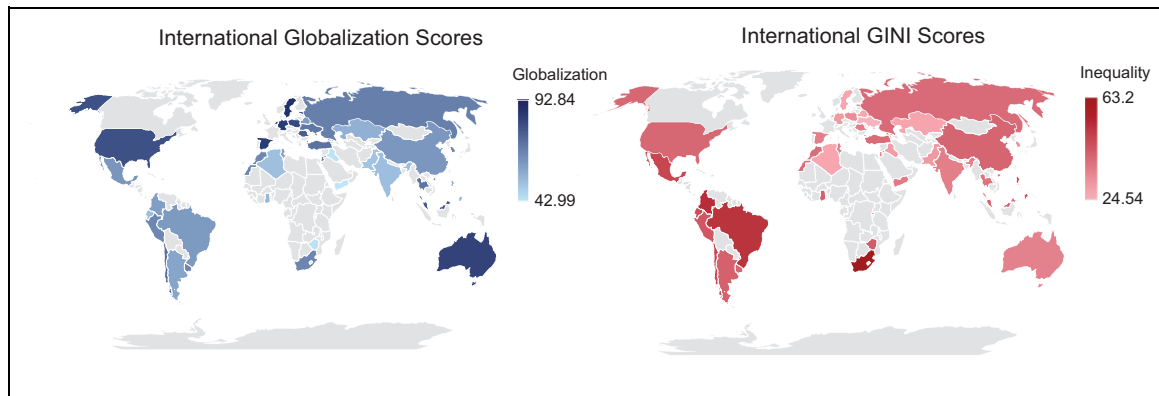 International Globalization Scores
Globalization
92.84
42.99
International GINI Scores
Inequality
63.2
24.54